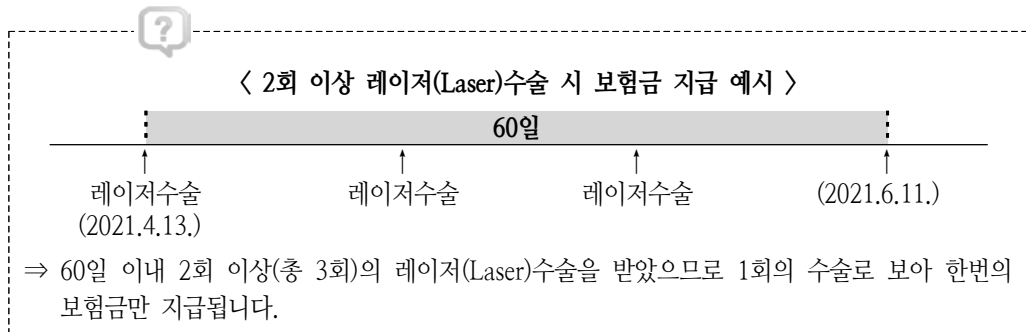 ?
〈 2회 이상 레이저(Laser)수술 시 보험금 지급 예시 〉
60일
레이저수술 레이저수술 레이저수술 (2021.6.11.)
(2021.4.13.)
⇒ 60일 이내 2회 이상(총 3회)의 레이저(Laser)수술을 받았으므로 1회의 수술로 보아 한번의
보험금만 지급됩니다.